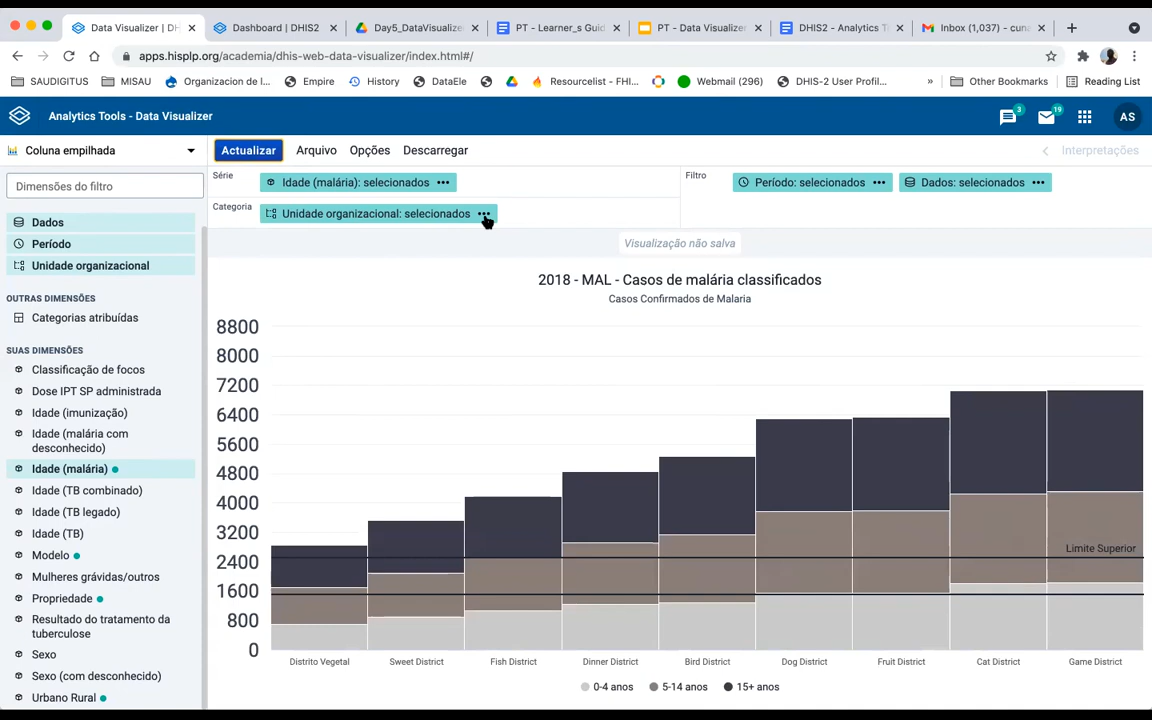 Data Visualizer | DH
Dashboard | DHIS2
Day5_DataVisualize
PT - Learner_s Guid
PT - Data Visualizer
DHIS2 - Analytics T
Inbox (1,037) - cuna
apps.hisplp.org/academia/dhis-web-data-visualizer/index.html#/
SAUDIGITUS
MISAU
Organizacion de I...
Empire
History
DataEle
Resourcelist - FHI...
Webmail (296)
DHIS-2 User Profil...
»
Other Bookmarks
Reading List
Analytics Tools - Data Visualizer
3
19
AS
Coluna empilhada
Actualizar
Arquivo
Opções
Descarregar
Interpretações
Dimensões do filtro
Série
Idade (malária): selecionados
Filtro
Período: selecionados
Dados: selecionados
Categoria
Unidade organizacional: selecionados
Visualização não salva
Dados
Período
Unidade organizacional
OUTRAS DIMENSÕES
Categorias atribuídas
SUAS DIMENSÕES
Classificação de focos
Dose IPT SP administrada
Idade (imunização)
Idade (malária com
desconhecido)
Idade (malária)
Idade (TB combinado)
Idade (TB legado)
Idade (TB)
Modelo
Mulheres grávidas/outros
Propriedade
Resultado do tratamento da
tuberculose
Sexo
Sexo (com desconhecido)
Urbano Rural
2018 - MAL - Casos de malária classificados
Casos Confirmados de Malaria
8800
8000
7200
6400
5600
4800
4000
3200
2400
1600
800
0
Limite Superior
Distrito Vegetal
Sweet District
Fish District
Dinner District
Bird District
Dog District
Fruit District
Cat District
Game District
0-4 anos
5-14 anos
15+ anos